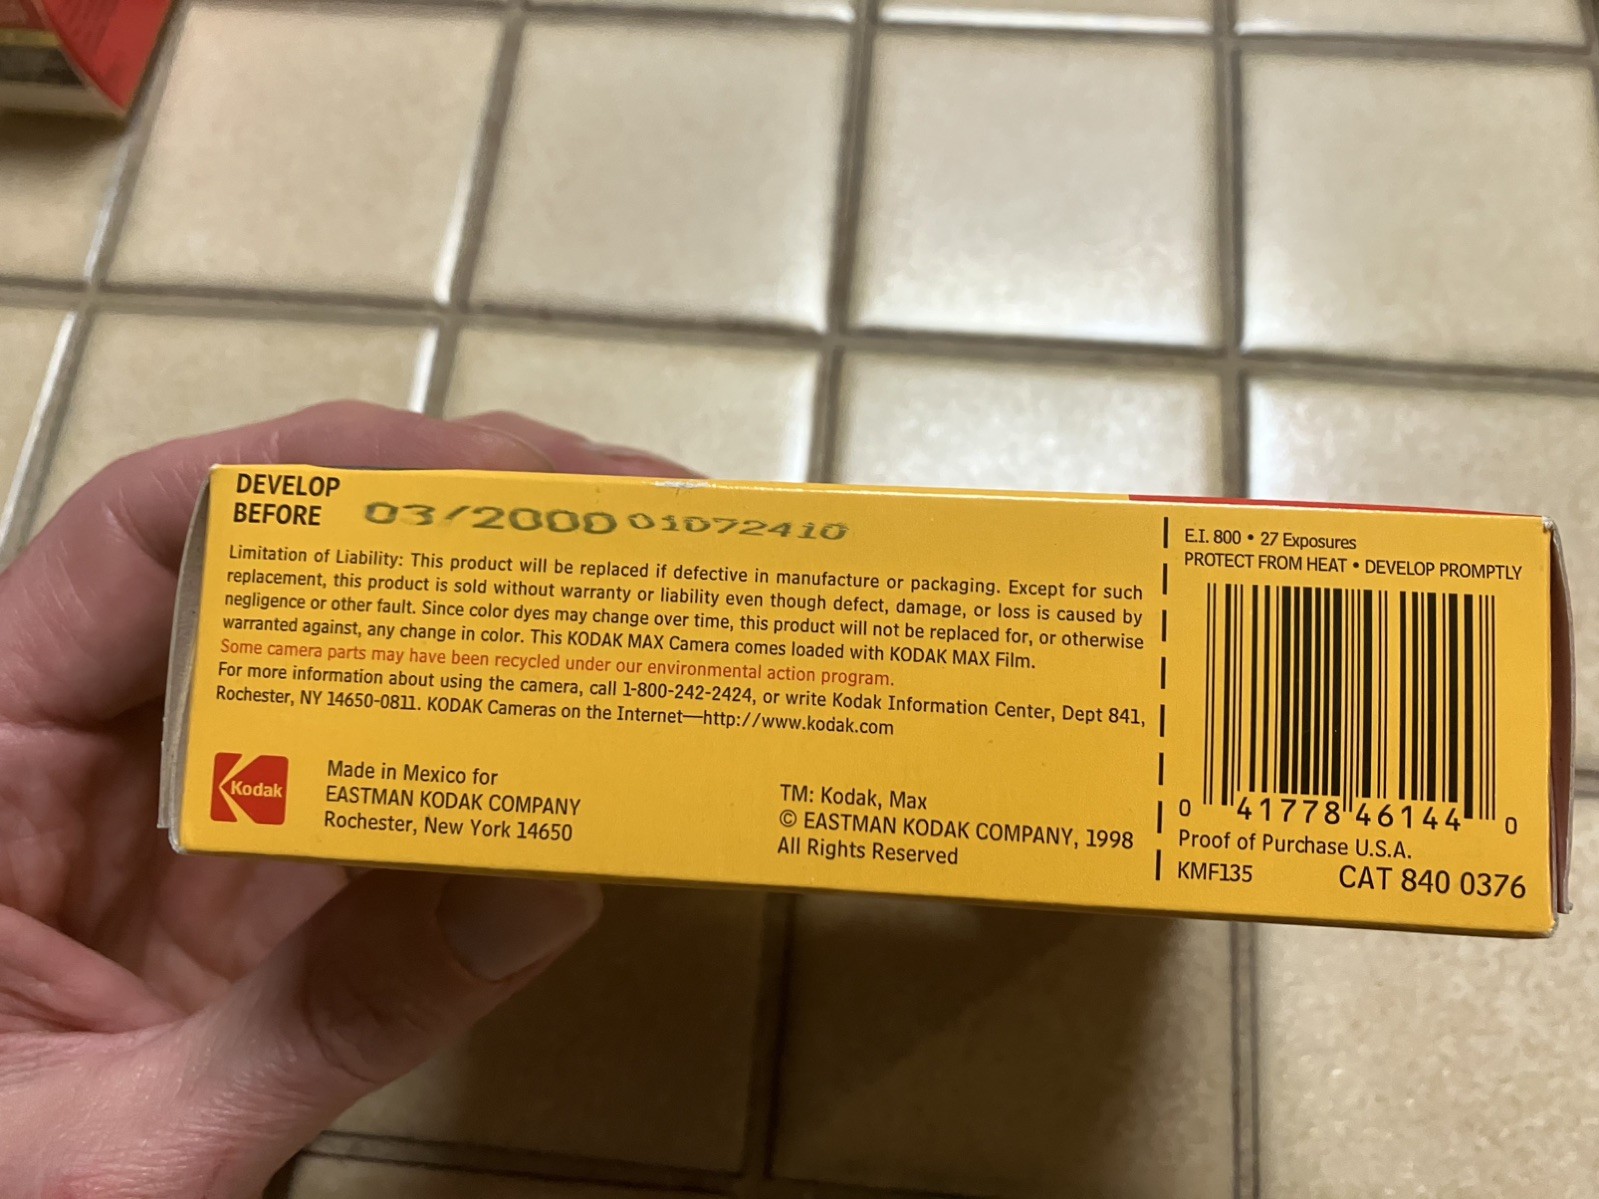 DEVELOP
BEFORE
03/2000 01072410
Limitation of Liability: This product will be replaced if defective in manufacture or packaging. Except for such
replacement, this product is sold without warranty or liability even though defect, damage, or loss is caused by
negligence or other fault. Since color dyes may change over time, this product will not be replaced for, or otherwise
warranted against, any change in color. This KODAK MAX Camera comes loaded with KODAK MAX Film.
Some camera parts may have been recycled under our environmental action program.
For more information about using the camera, call 1-800-242-2424, or write Kodak Information Center, Dept 841,
Rochester, NY 14650-0811. KODAK Cameras on the Internet—http://www.kodak.com
Kodak
Made in Mexico for
EASTMAN KODAK COMPANY
Rochester, New York 14650
TM: Kodak, Max
© EASTMAN KODAK COMPANY, 1998
All Rights Reserved
E.I. 800 • 27 Exposures
PROTECT FROM HEAT • DEVELOP PROMPTLY
0 41778 46144 0
Proof of Purchase U.S.A.
KMF135 CAT 840 0376